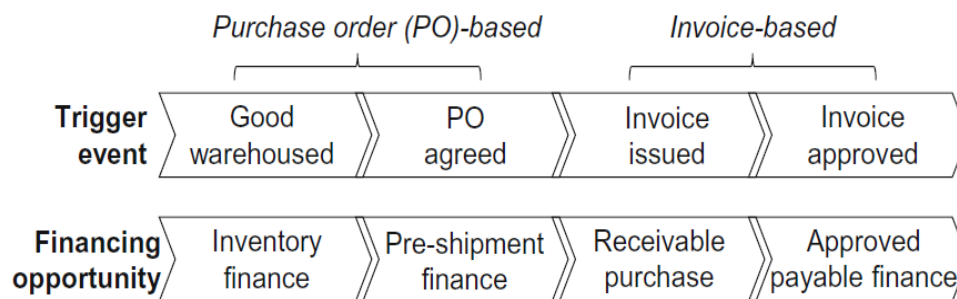 Purchase order (PO)-based Invoice-based
Trigger event
Good warehoused
PO agreed
Invoice issued
Invoice approved
Financing opportunity
Inventory finance
Pre-shipment finance
Receivable purchase
Approved payable finance